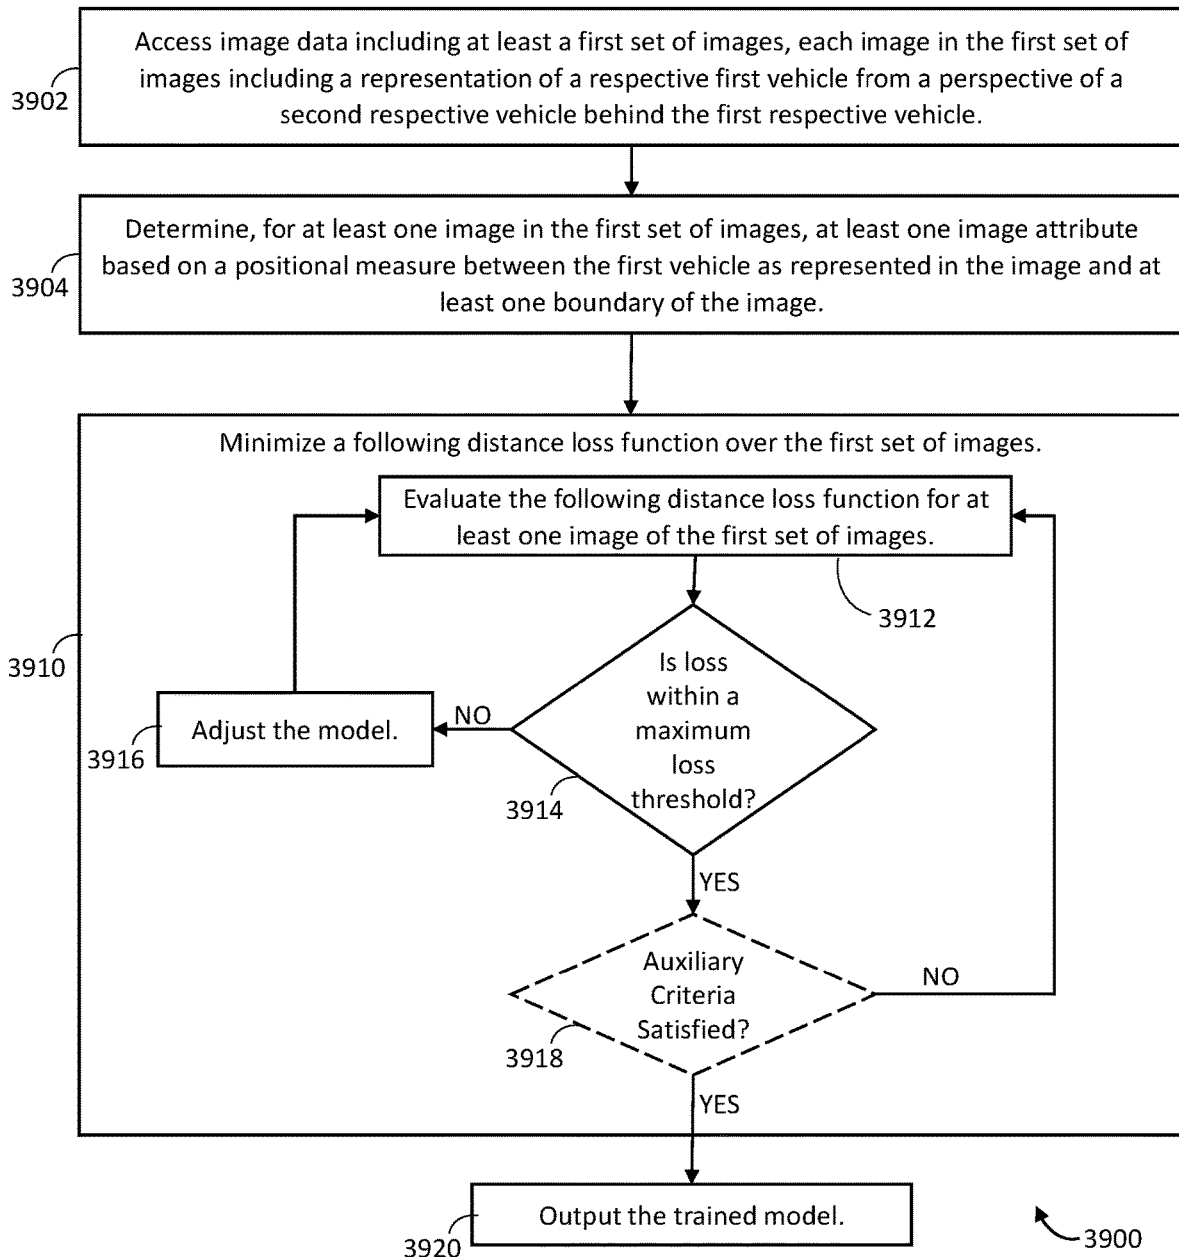 Access image data including at least a first set of images, each image in the first set of
images including a representation of a respective first vehicle from a perspective of a
second respective vehicle behind the first respective vehicle.
3902
Determine, for at least one image in the first set of images, at least one image attribute
based on a positional measure between the first vehicle as represented in the image and at
least one boundary of the image.
3904
Minimize a following distance loss function over the first set of images.
Evaluate the following distance loss function for at
least one image of the first set of images.
3912
3910
Is loss
within a
maximum
loss
threshold?
NO
Adjust the model.
3916
3914
YES
Auxiliary
Criteria
Satisfied?
NO
3918
YES
Output the trained model.
3920
3900